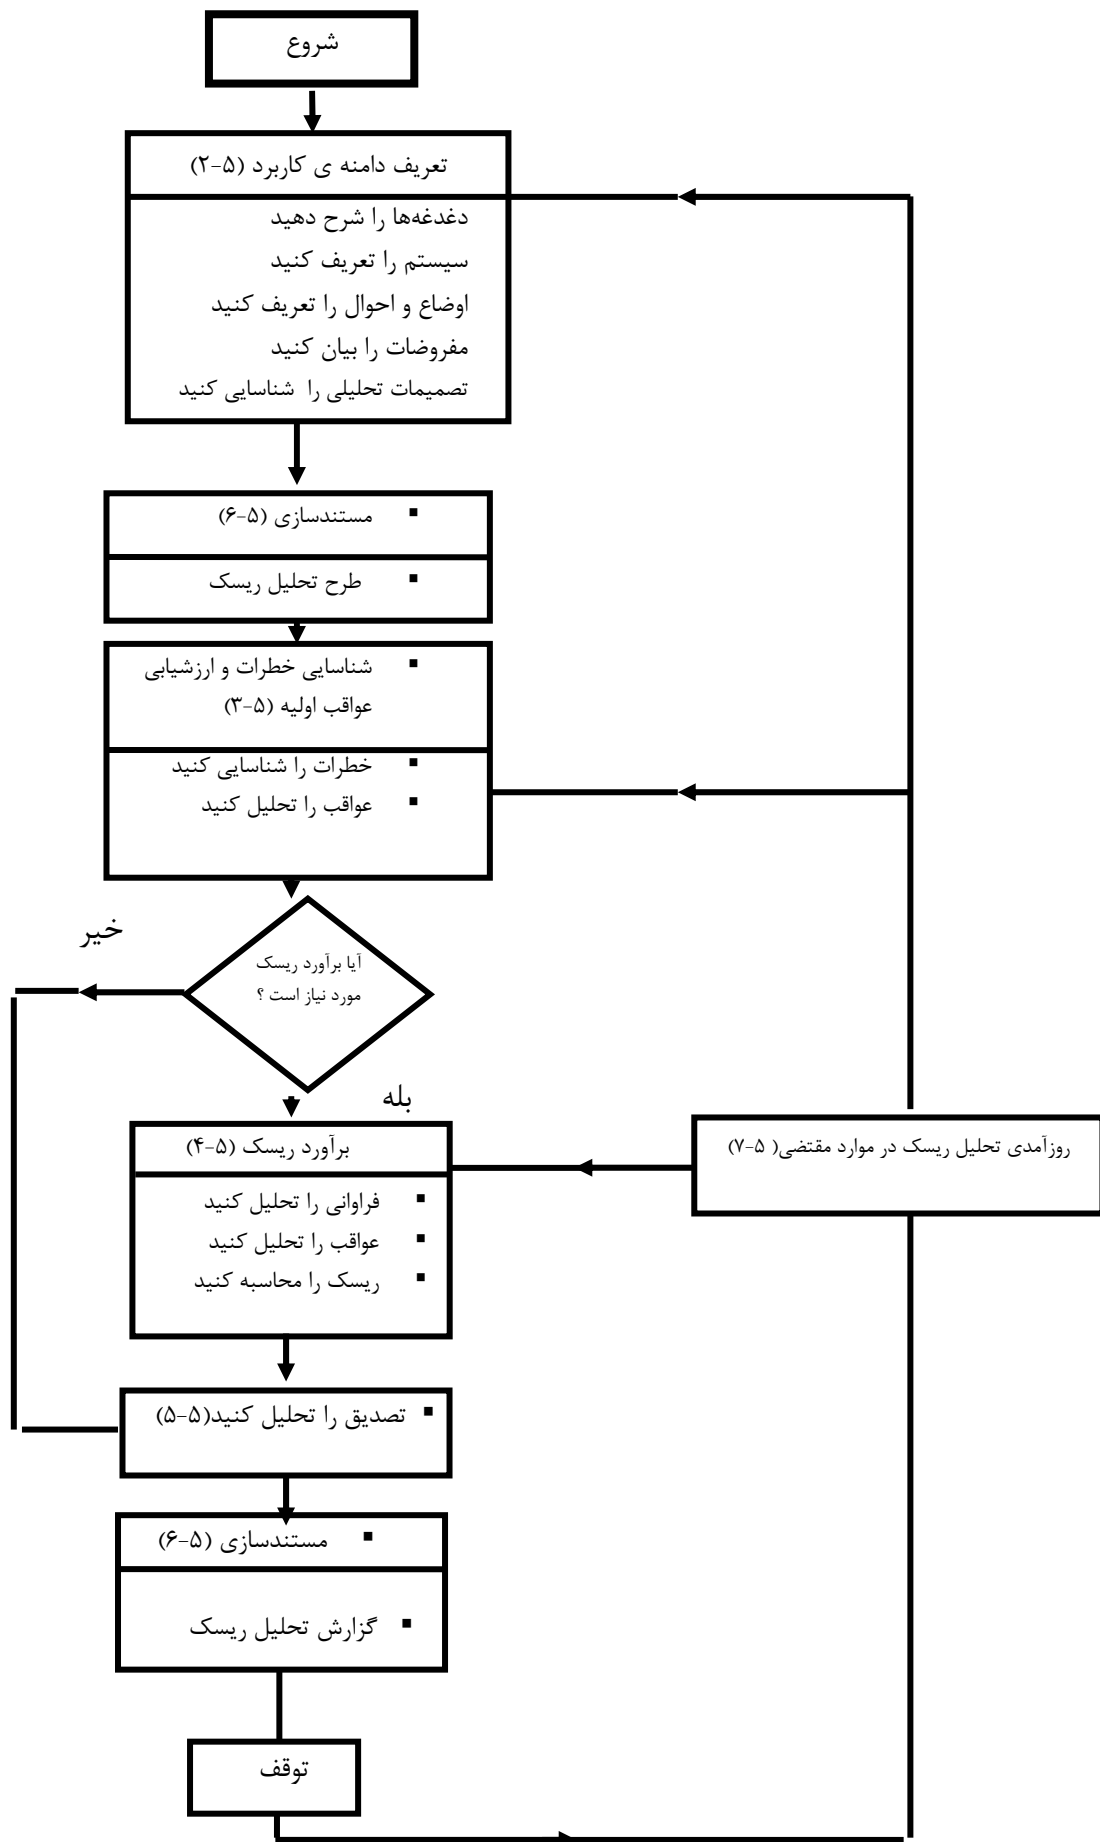 شروع
تعریف دامنه ی کاربرد (۵-۲)
دغدغه‌ها را شرح دهید
سیستم را تعریف کنید
اوضاع و احوال را تعریف کنید
مفروضات را بیان کنید
تصمیمات تحلیلی را شناسایی کنید
▪ مستندسازی (۵-۶)
▪ طرح تحلیل ریسک
▪ شناسایی خطرات و ارزشیابی
عواقب اولیه (۵-۳)
▪ خطرات را شناسایی کنید
▪ عواقب را تحلیل کنید
خیر
آیا برآورد ریسک
مورد نیاز است ؟
بله
برآورد ریسک (۵-۴)
▪ فراوانی را تحلیل کنید
▪ عواقب را تحلیل کنید
▪ ریسک را محاسبه کنید
روزآمدی تحلیل ریسک در موارد مقتضی( ۵-۷)
▪ تصدیق را تحلیل کنید(۵-۵)
▪ مستندسازی (۵-۶)
▪ گزارش تحلیل ریسک
توقف